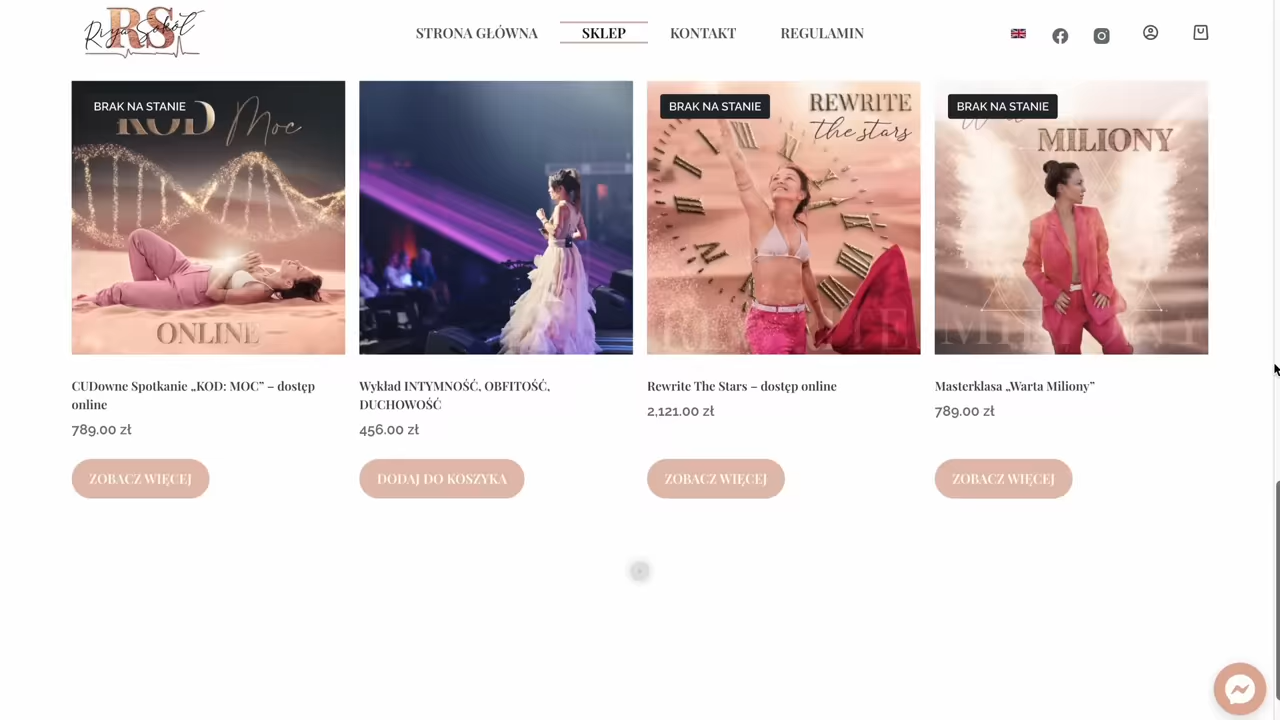 RS
Riya Sokół
STRONA GŁÓWNA
SKLEP
KONTAKT
REGULAMIN
BRAK NA STANIE
KOD Moc
ONLINE
BRAK NA STANIE
REWRITE
the stars
BRAK NA STANIE
MILIONY
CUDowne Spotkanie „KOD: MOC” – dostęp
online
789.00 zł
ZOBACZ WIĘCEJ
Wykład INTYMNOŚĆ, OBFITOŚĆ,
DUCHOWOŚĆ
456.00 zł
DODAJ DO KOSZYKA
Rewrite The Stars – dostęp online
2,121.00 zł
ZOBACZ WIĘCEJ
Masterklasa „Warta Miliony”
789.00 zł
ZOBACZ WIĘCEJ